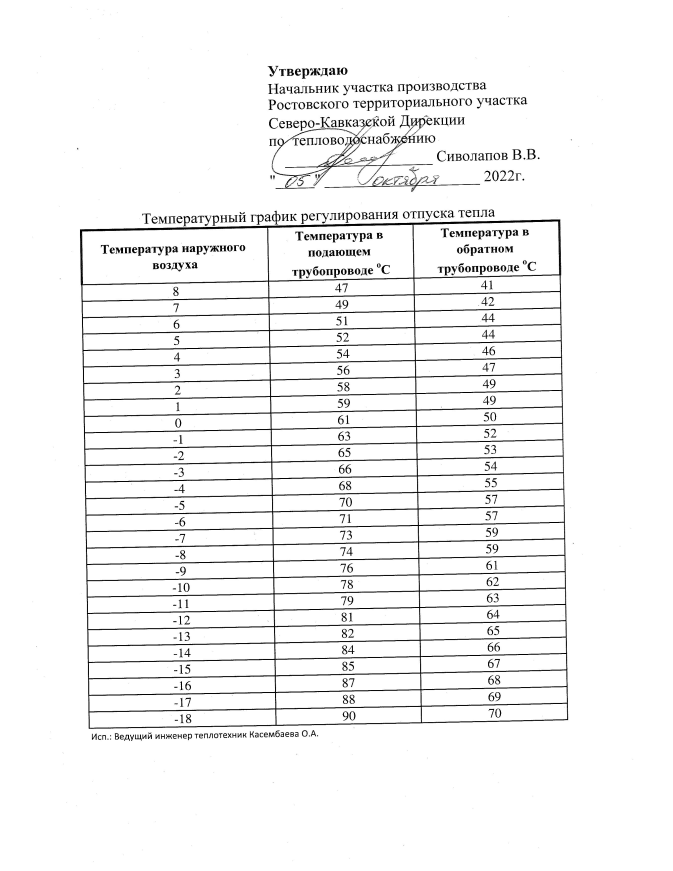 Утверждаю
Начальник участка производства
Ростовского территориального участка
Северо-Кавказской Дирекции
по тепловодоснабжению
Сиволапов В.В.
"05" октября 2022г.
Температурный график регулирования отпуска тепла
Температура наружного воздуха Температура в подающем трубопроводе °С Температура в обратном трубопроводе °С
8 47 41
7 49 42
6 51 44
5 52 44
4 54 46
3 56 47
2 58 49
1 59 49
0 61 50
-1 63 52
-2 65 53
-3 66 54
-4 68 55
-5 70 57
-6 71 57
-7 73 59
-8 74 59
-9 76 61
-10 78 62
-11 79 63
-12 81 64
-13 82 65
-14 84 66
-15 85 67
-16 87 68
-17 88 69
-18 90 70
Исп.: Ведущий инженер теплотехник Касембаева О.А.